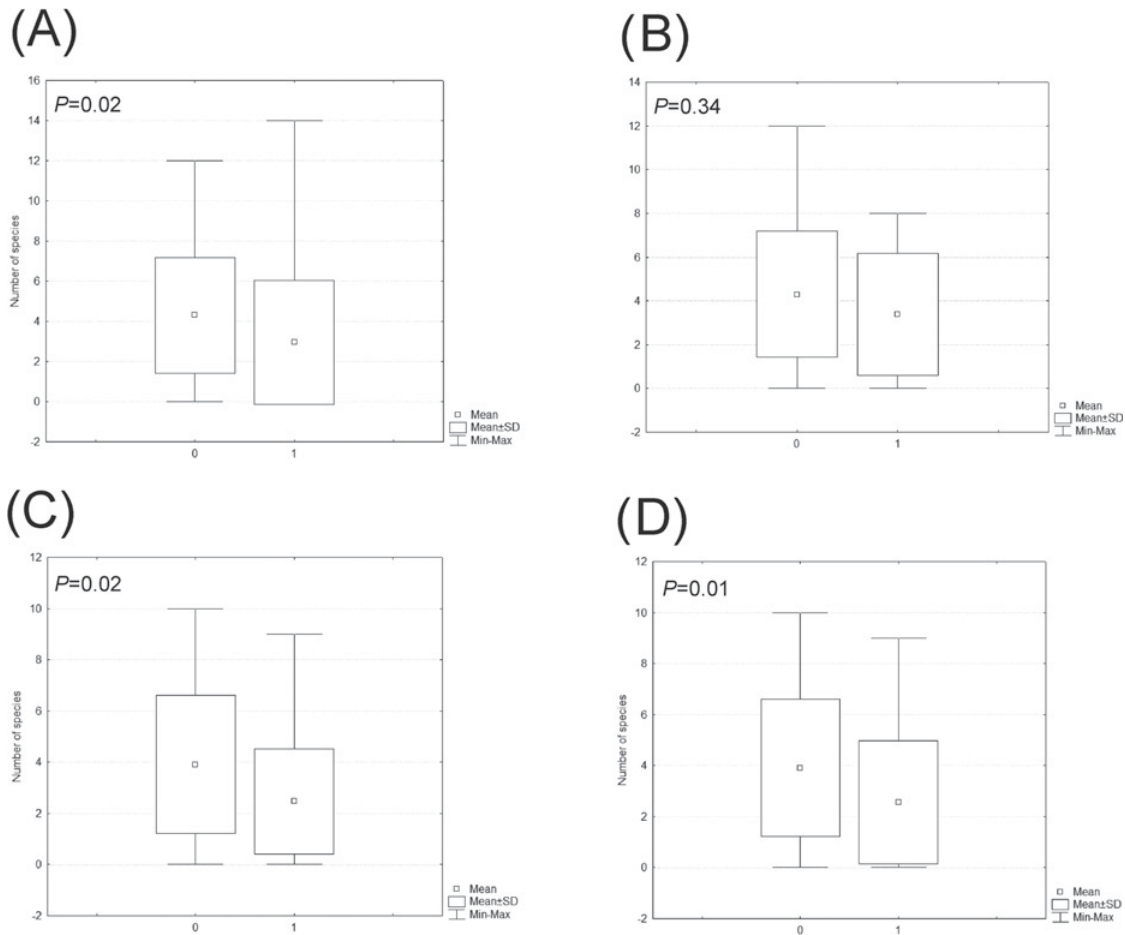 (A)
P=0.02
Number of species
16
14
12
10
8
6
4
2
0
-2
0
1
Mean
Mean±SD
Min-Max
(B)
P=0.34
14
12
10
8
6
4
2
0
-2
0
1
Mean
Mean±SD
Min-Max
(C)
P=0.02
Number of species
12
10
8
6
4
2
0
-2
0
1
Mean
Mean±SD
Min-Max
(D)
P=0.01
Number of species
12
10
8
6
4
2
0
-2
0
1
Mean
Mean±SD
Min-Max